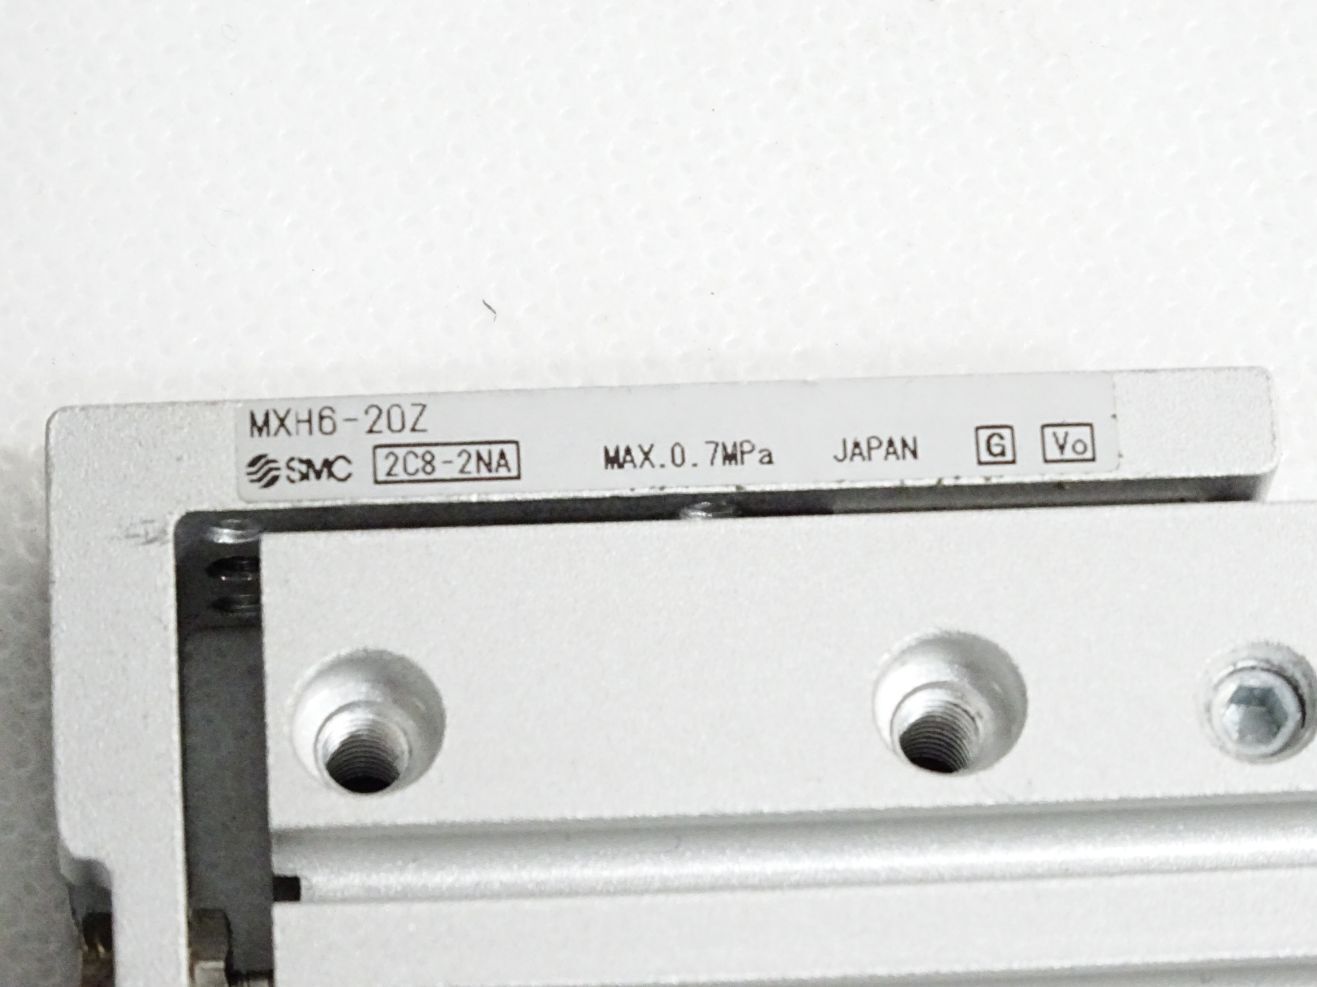 MXH6-20Z
SMC 2C8-2NA MAX.0.7MPa JAPAN G Vo